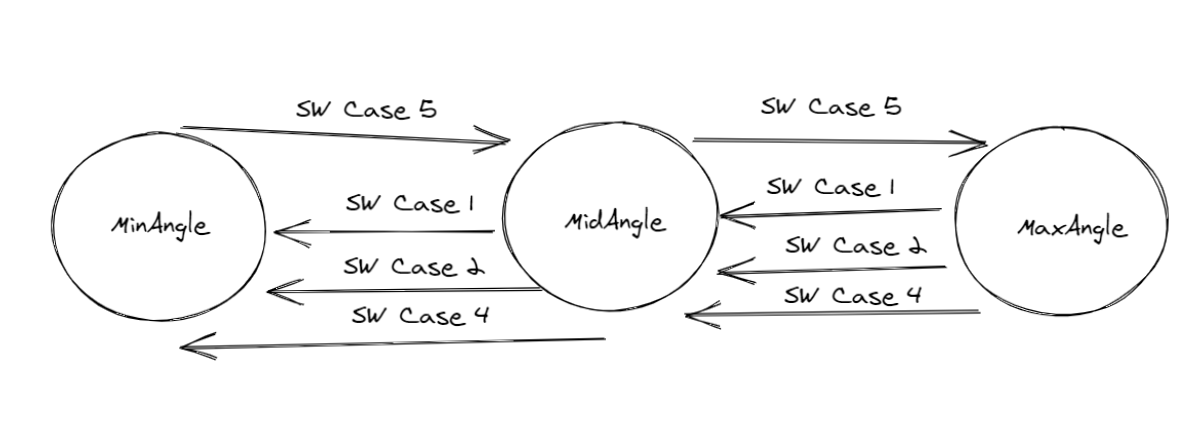 SW Case 5
SW Case 5
SW Case 1
SW Case 1
MinAngle
MidAngle
MaxAngle
SW Case 2
SW Case 2
SW Case 4
SW Case 4